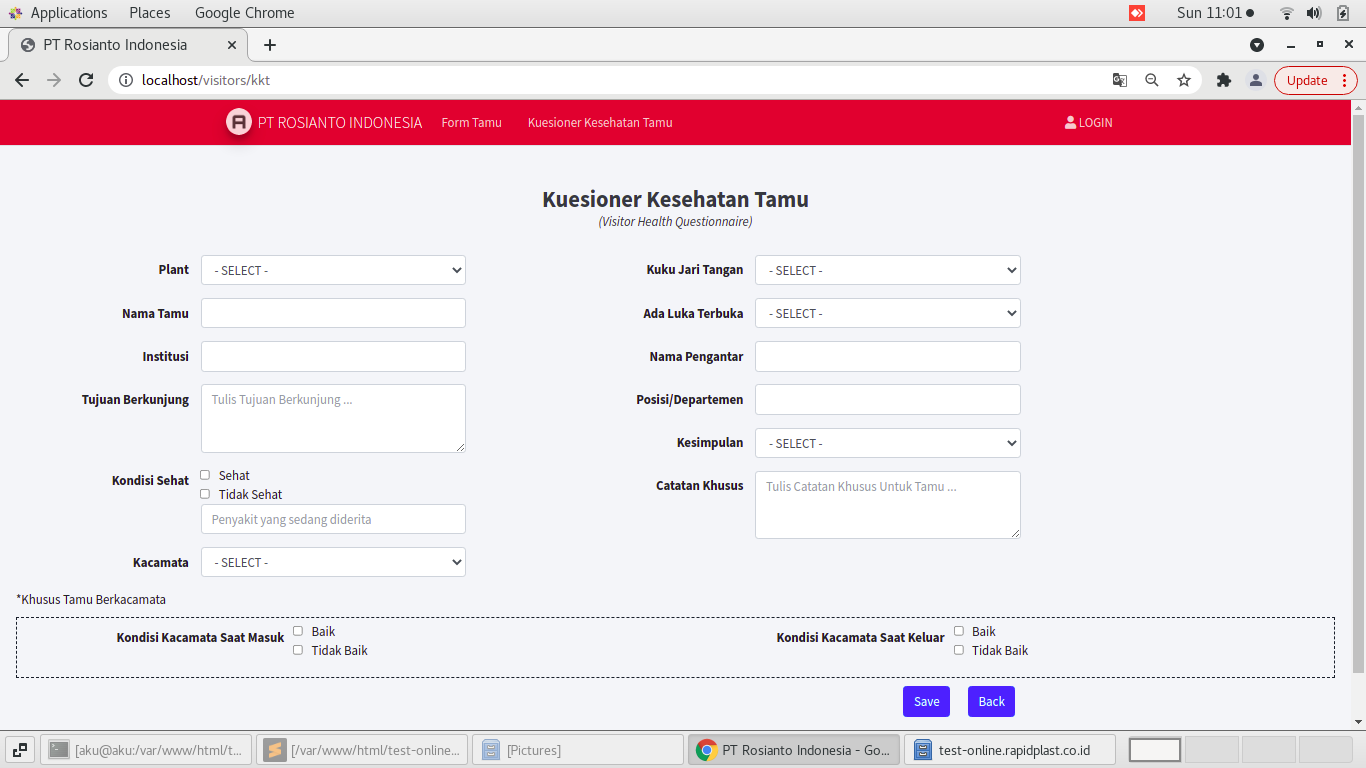 Applications Places Google Chrome Sun 11:01
PT Rosianto Indonesia
localhost/visitors/kkt Update
PT ROSIANTO INDONESIA Form Tamu Kuesioner Kesehatan Tamu LOGIN
Kuesioner Kesehatan Tamu
(Visitor Health Questionnaire)
Plant - SELECT -
Nama Tamu
Institusi
Tujuan Berkunjung Tulis Tujuan Berkunjung ...
Kondisi Sehat Sehat
Tidak Sehat
Penyakit yang sedang diderita
Kacamata - SELECT -
Kuku Jari Tangan - SELECT -
Ada Luka Terbuka - SELECT -
Nama Pengantar
Posisi/Departemen
Kesimpulan - SELECT -
Catatan Khusus Tulis Catatan Khusus Untuk Tamu ...
*Khusus Tamu Berkacamata
Kondisi Kacamata Saat Masuk Baik
Tidak Baik
Kondisi Kacamata Saat Keluar Baik
Tidak Baik
Save Back
[aku@aku:/var/www/html/t... [/var/www/html/test-online... [Pictures] PT Rosianto Indonesia - Go... test-online.rapidplast.co.id